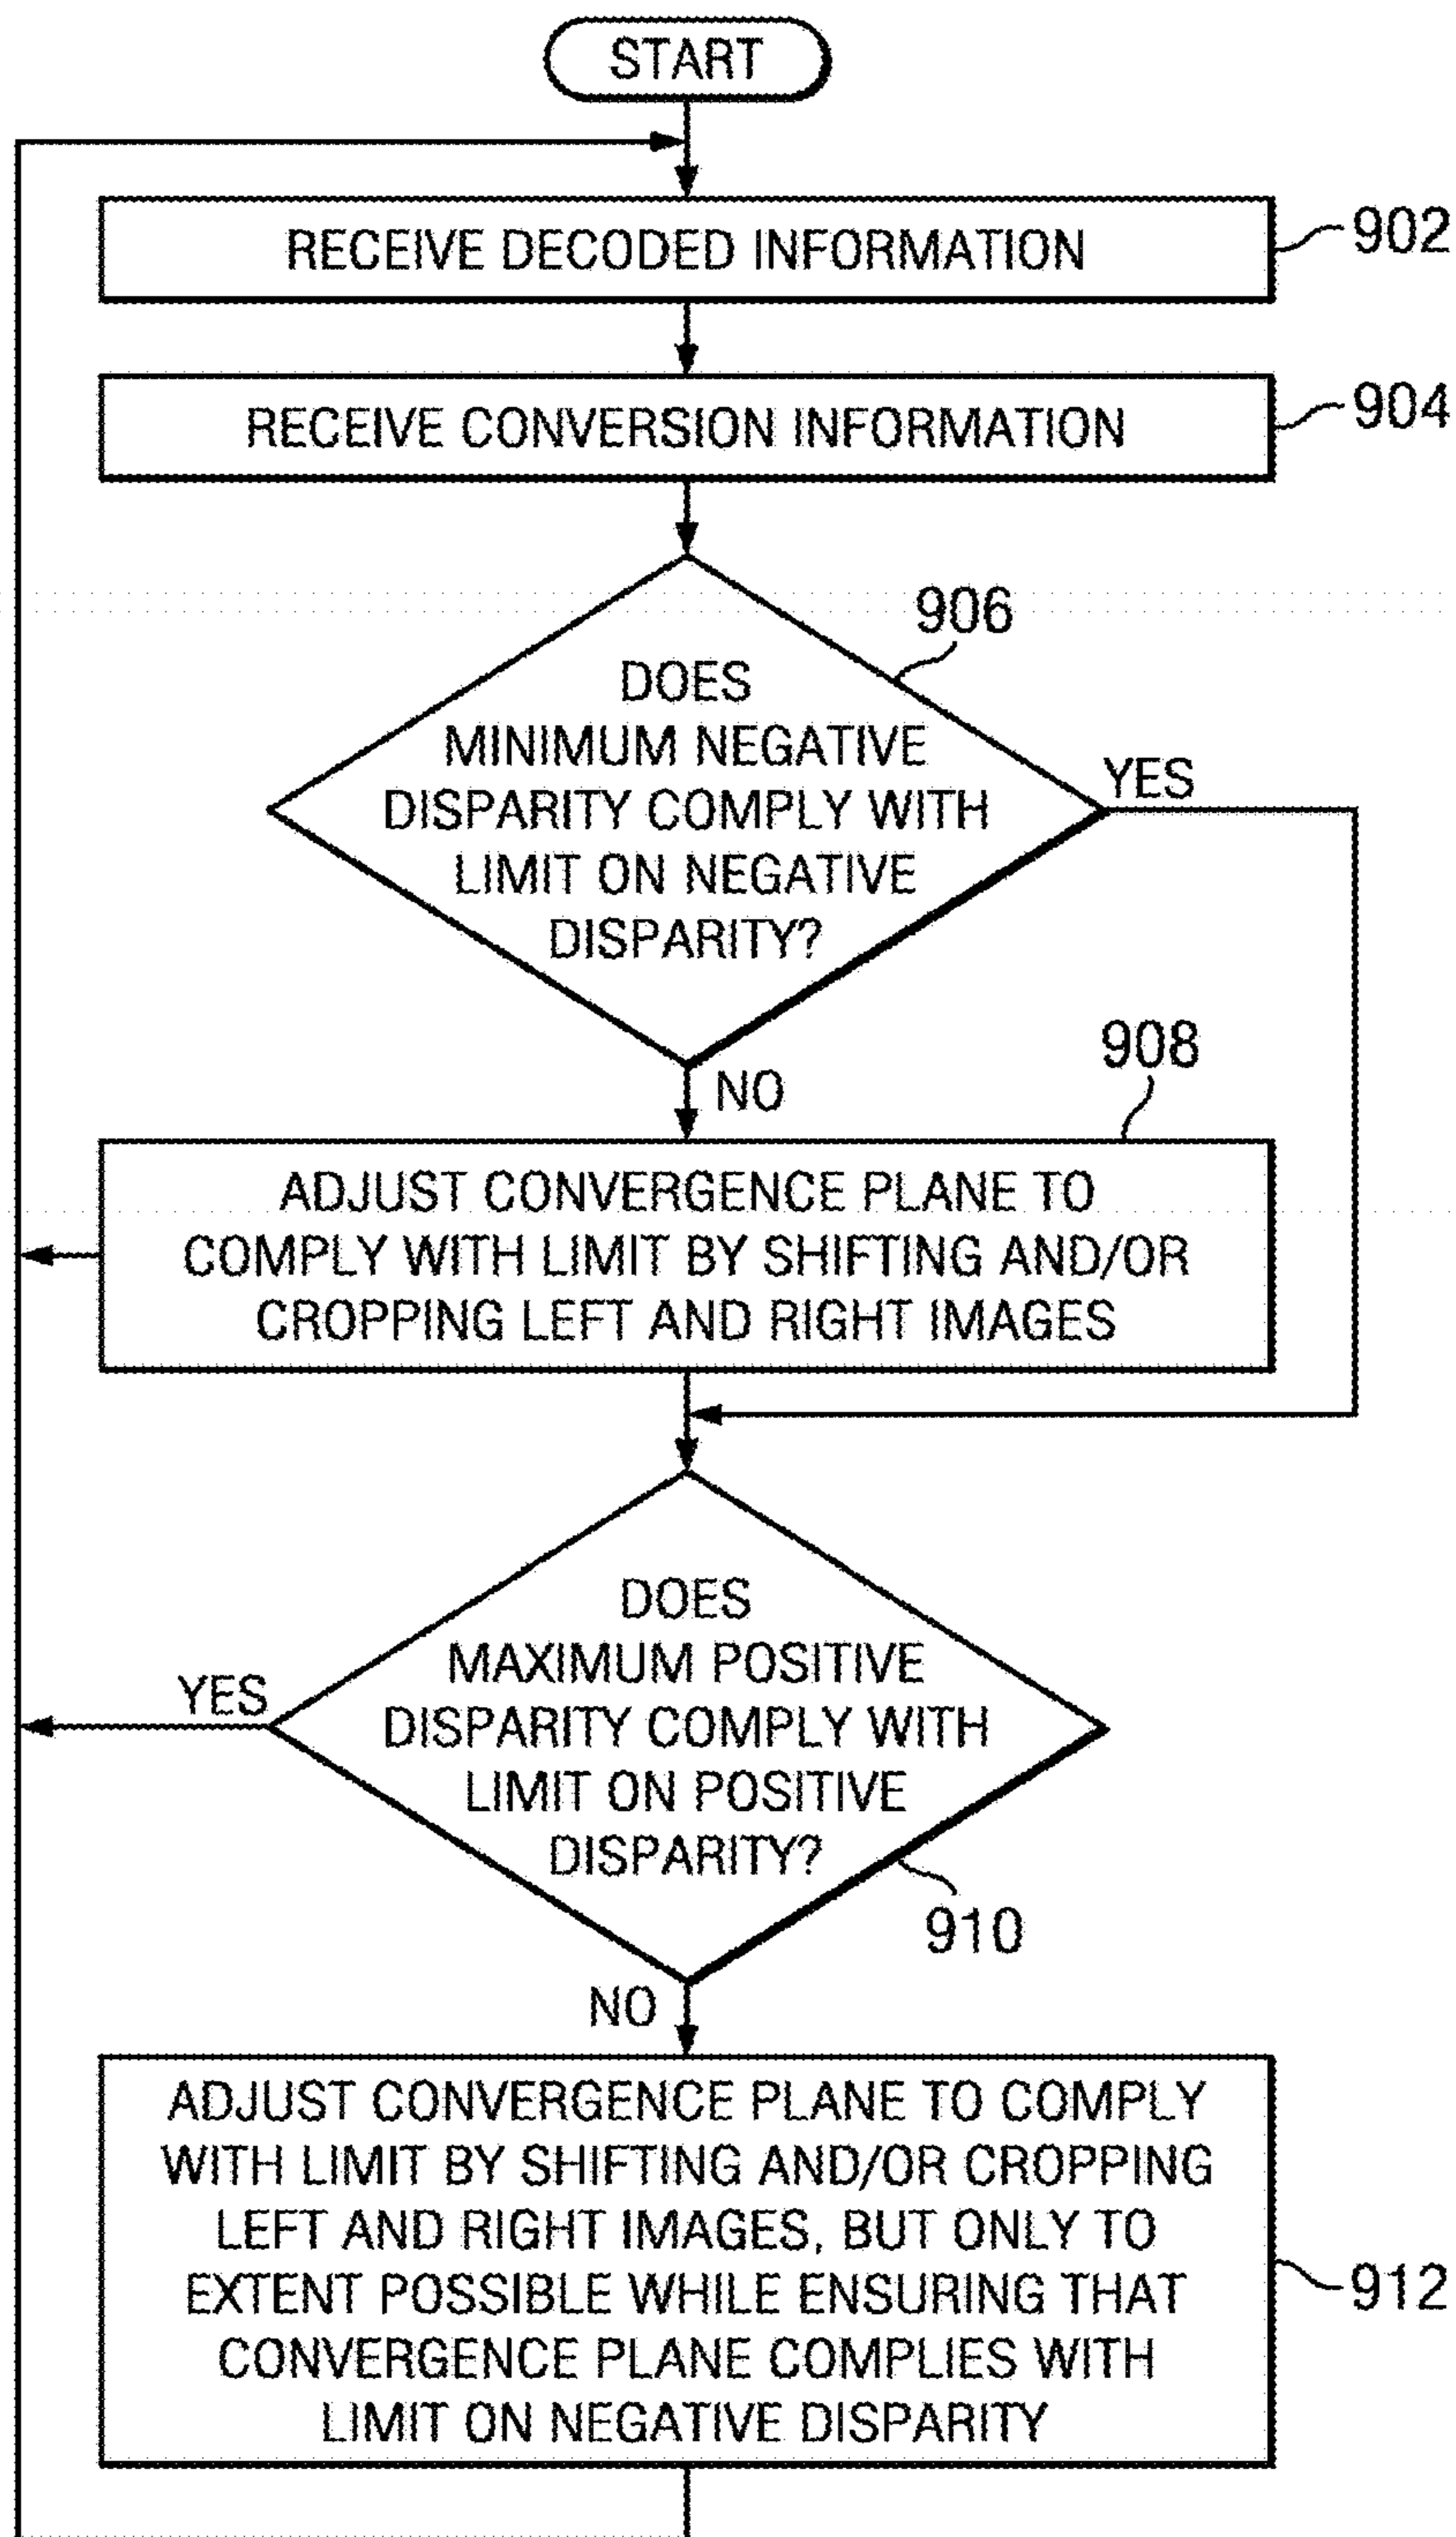 START
RECEIVE DECODED INFORMATION
902
RECEIVE CONVERSION INFORMATION
904
906
DOES
MINIMUM NEGATIVE
DISPARITY COMPLY WITH
LIMIT ON NEGATIVE
DISPARITY?
YES
NO
908
ADJUST CONVERGENCE PLANE TO
COMPLY WITH LIMIT BY SHIFTING AND/OR
CROPPING LEFT AND RIGHT IMAGES
DOES
MAXIMUM POSITIVE
DISPARITY COMPLY WITH
LIMIT ON POSITIVE
DISPARITY?
YES
910
NO
ADJUST CONVERGENCE PLANE TO COMPLY
WITH LIMIT BY SHIFTING AND/OR CROPPING
LEFT AND RIGHT IMAGES, BUT ONLY TO
EXTENT POSSIBLE WHILE ENSURING THAT
CONVERGENCE PLANE COMPLIES WITH
LIMIT ON NEGATIVE DISPARITY
912